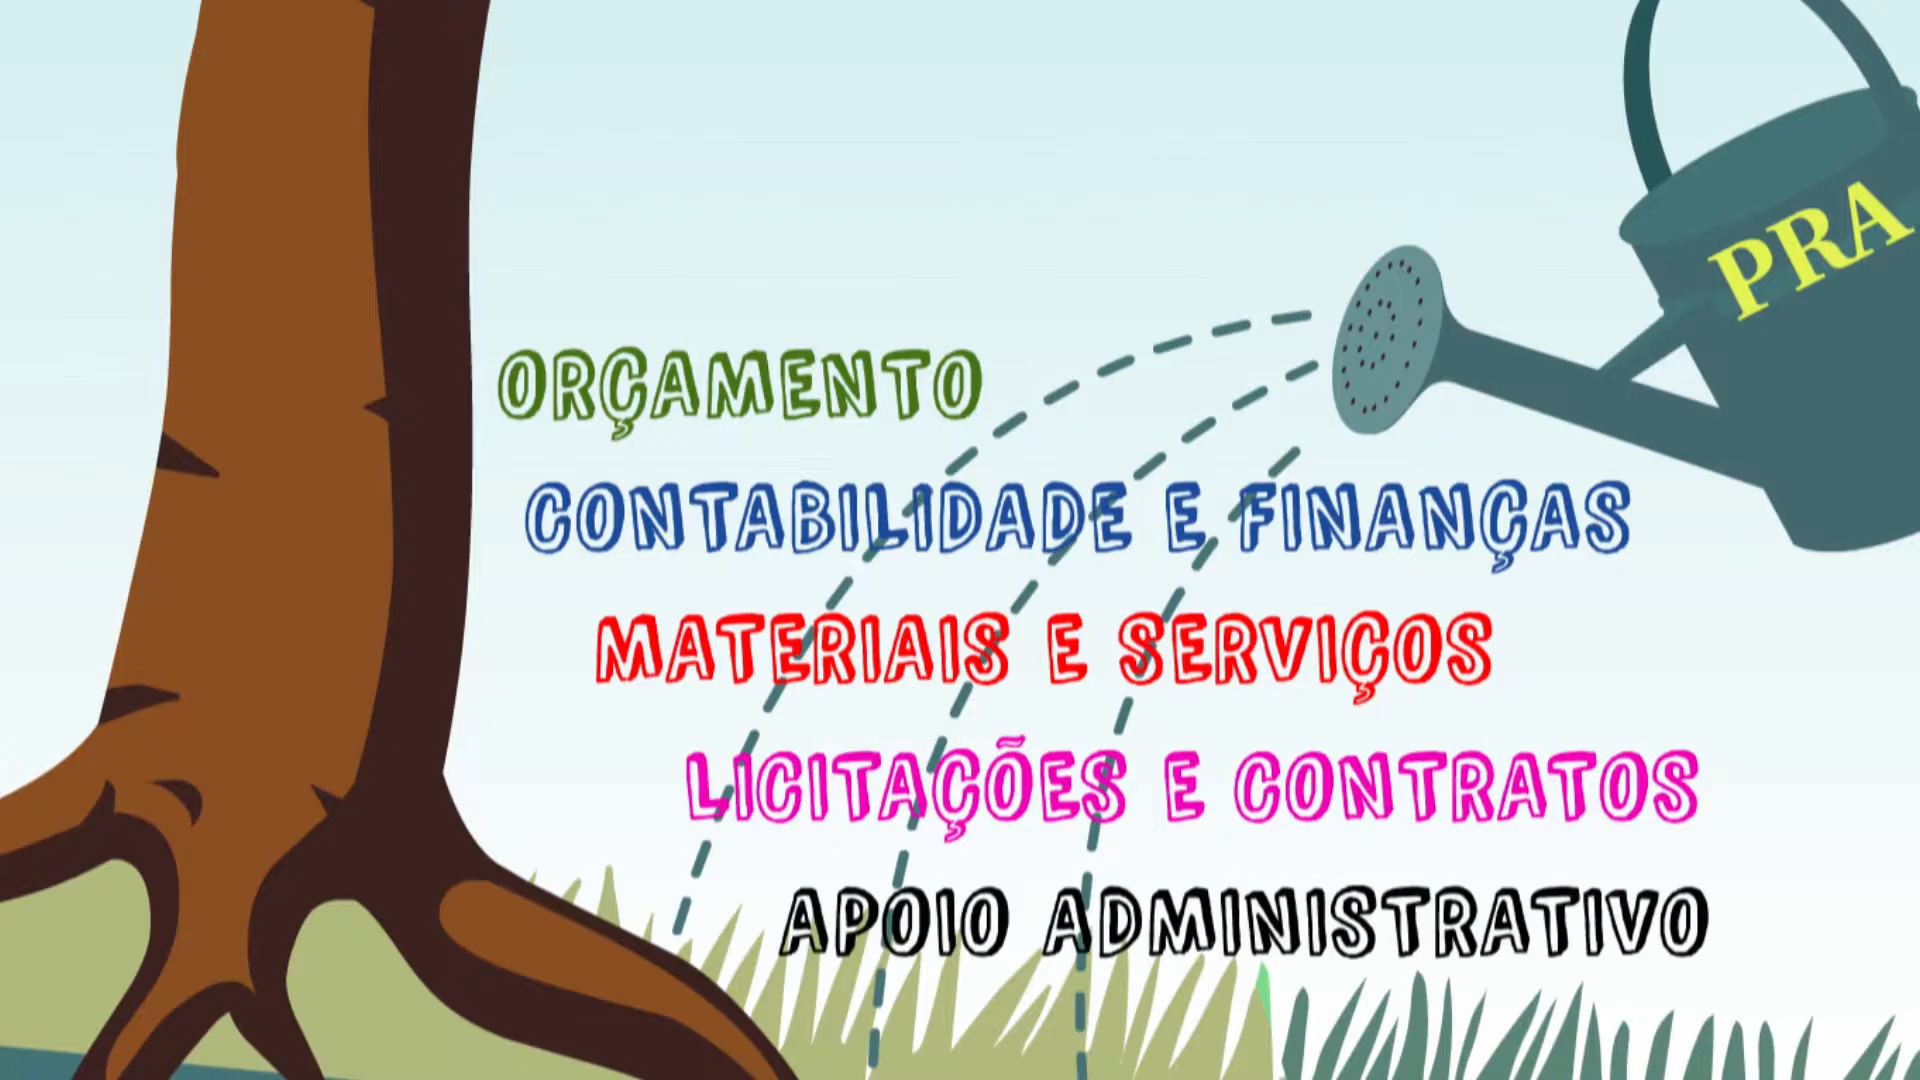 PRA
ORÇAMENTO
CONTABILIDADE E FINANÇAS
MATERIAIS E SERVIÇOS
LICITAÇÕES E CONTRATOS
APOIO ADMINISTRATIVO